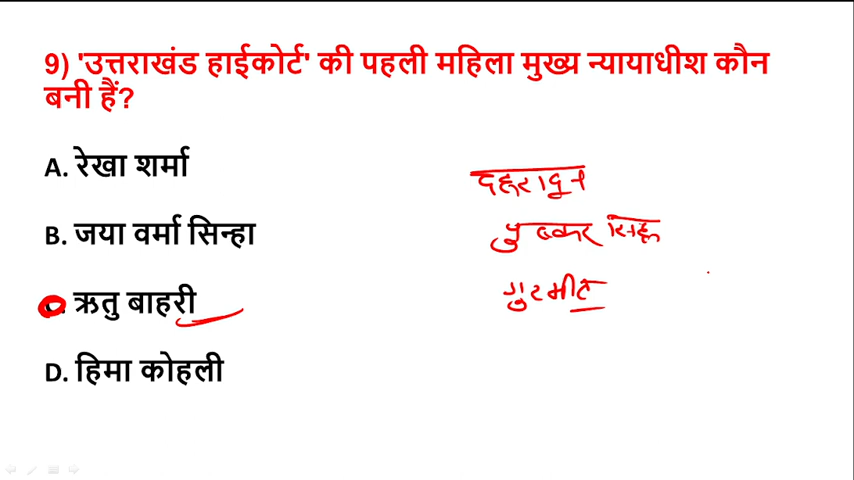 9) 'उत्तराखंड हाईकोर्ट' की पहली महिला मुख्य न्यायाधीश कौन
बनी हैं?
A. रेखा शर्मा
B. जया वर्मा सिन्हा
C. ऋतु बाहरी
D. हिमा कोहली
देहरादून
पुष्कर सिंह
गुरमीत